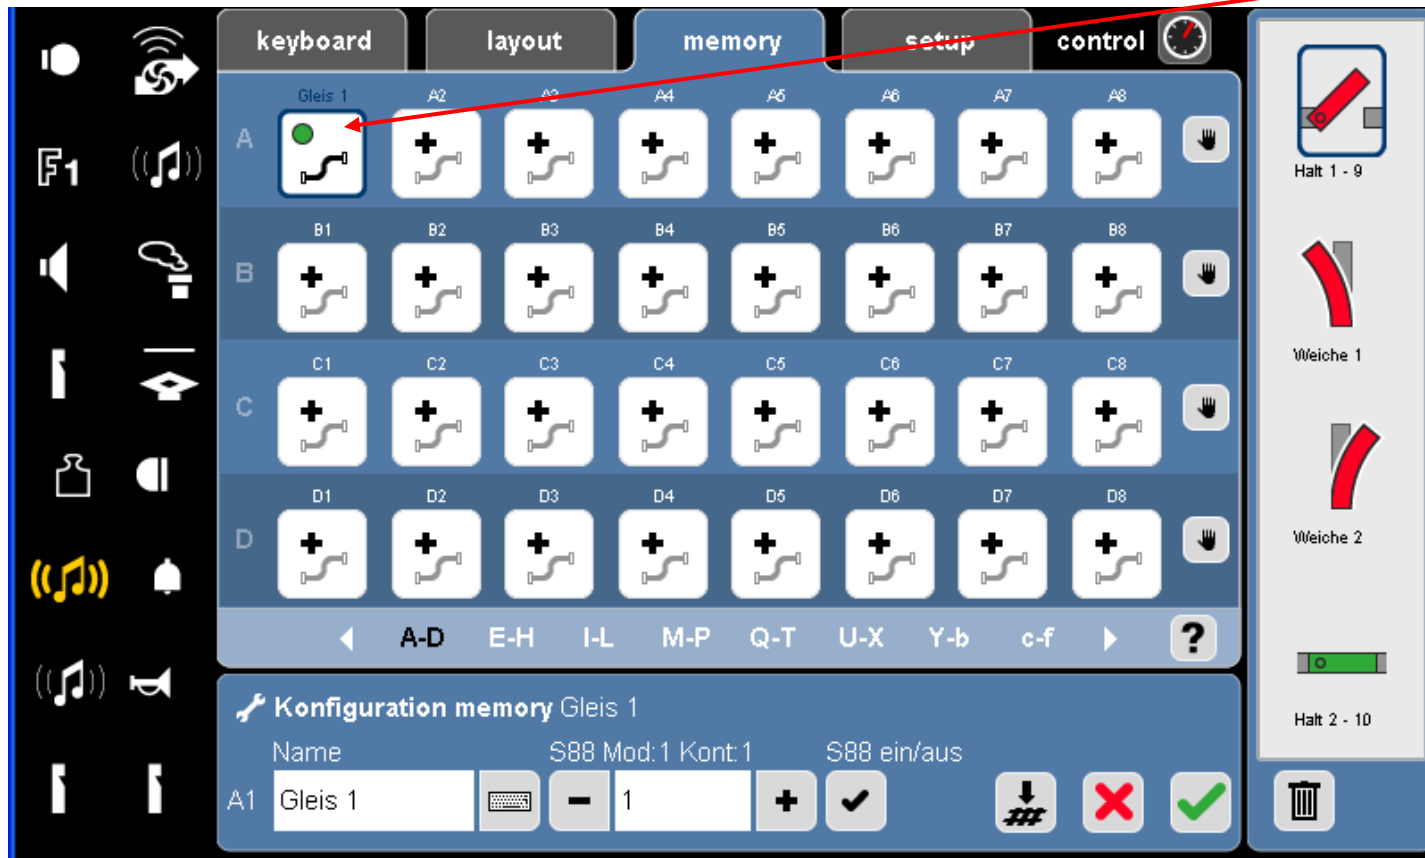 keyboard layout memory setup control
Gleis 1 A2 A3 A4 A5 A6 A7 A8
A
F1
Halt 1 - 9
B1 B2 B3 B4 B5 B6 B7 B8
B
Weiche 1
C1 C2 C3 C4 C5 C6 C7 C8
C
D1 D2 D3 D4 D5 D6 D7 D8
D
Weiche 2
A-D E-H I-L M-P Q-T U-X Y-b c-f ?
Konfiguration memory Gleis 1
Halt 2 - 10
Name S88 Mod:1 Kont:1 S88 ein/aus
A1 Gleis 1 1